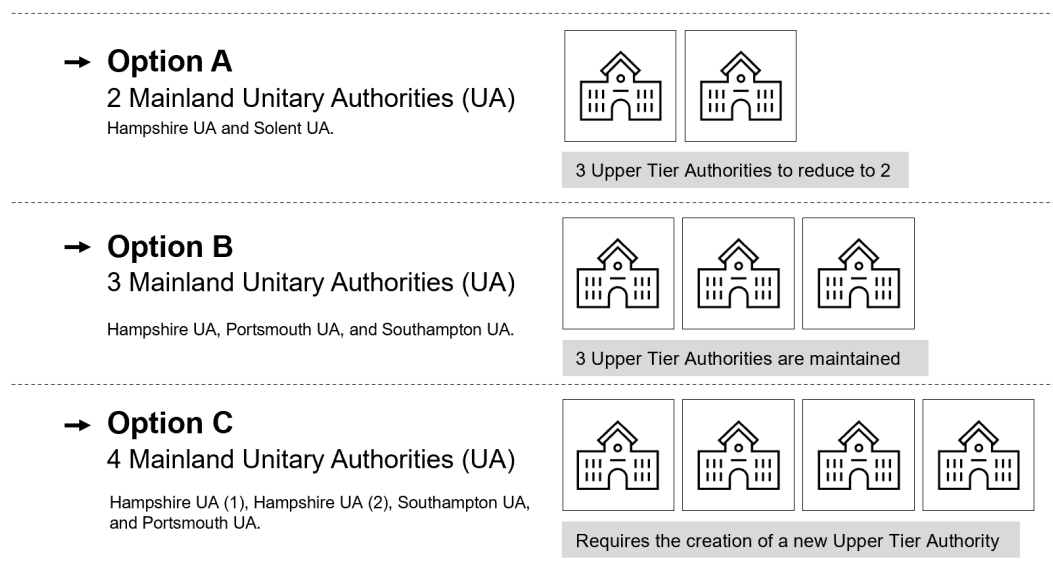 Option A
2 Mainland Unitary Authorities (UA)
Hampshire UA and Solent UA.
3 Upper Tier Authorities to reduce to 2
Option B
3 Mainland Unitary Authorities (UA)
Hampshire UA, Portsmouth UA, and Southampton UA.
3 Upper Tier Authorities are maintained
Option C
4 Mainland Unitary Authorities (UA)
Hampshire UA (1), Hampshire UA (2), Southampton UA,
and Portsmouth UA.
Requires the creation of a new Upper Tier Authority